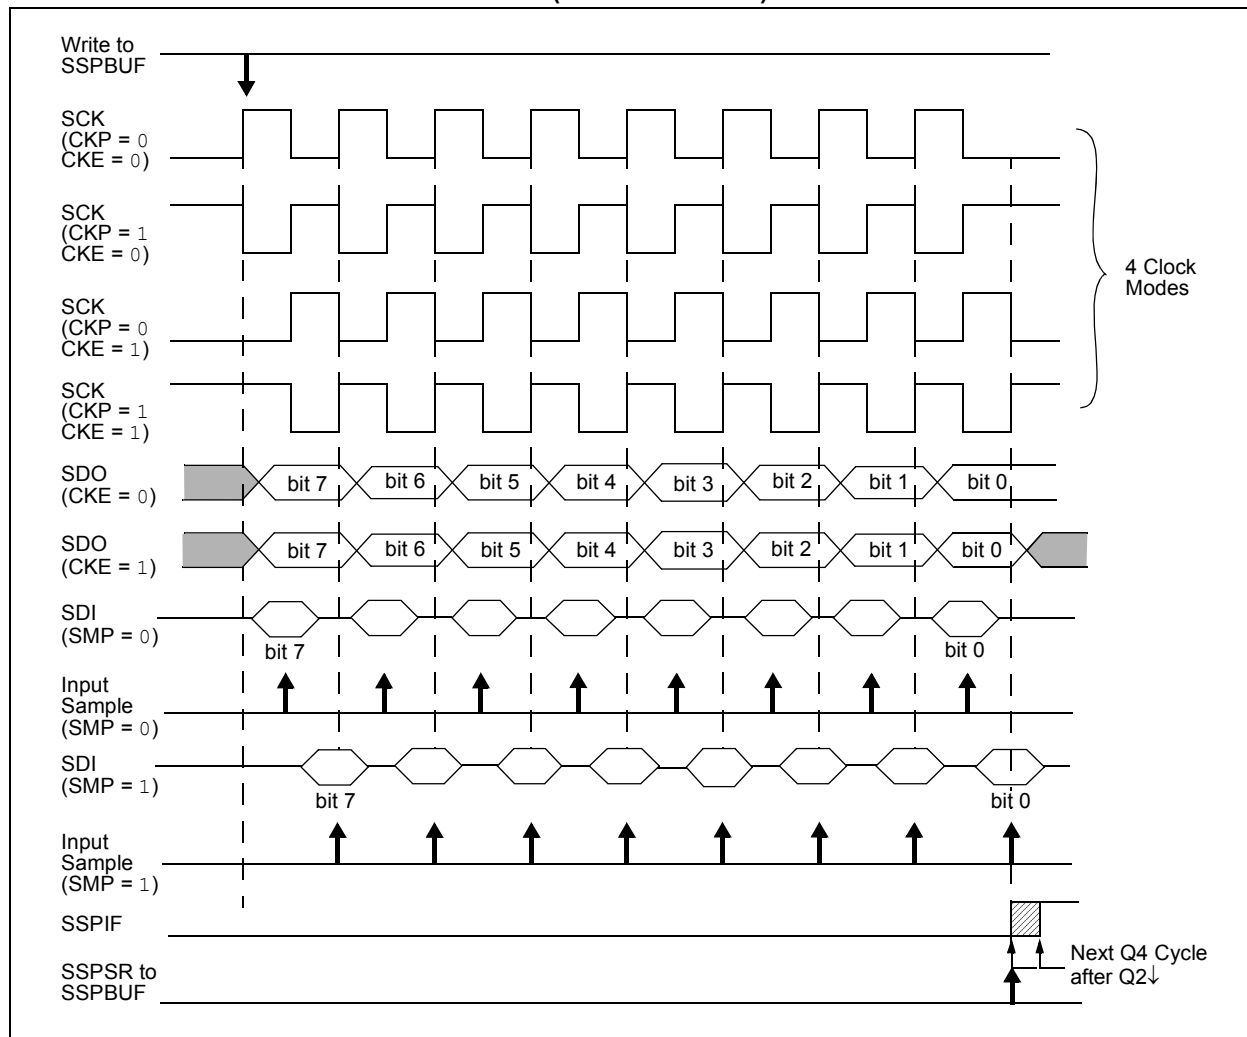 Write to
SSPBUF
SCK
(CKP = 0
CKE = 0)
SCK
(CKP = 1
CKE = 0)
4 Clock
Modes
SCK
(CKP = 0
CKE = 1)
SCK
(CKP = 1
CKE = 1)
SDO
(CKE = 0)
bit 7 bit 6 bit 5 bit 4 bit 3 bit 2 bit 1 bit 0
SDO
(CKE = 1)
bit 7 bit 6 bit 5 bit 4 bit 3 bit 2 bit 1 bit 0
SDI
(SMP = 0)
bit 7 bit 0
Input
Sample
(SMP = 0)
SDI
(SMP = 1)
bit 7 bit 0
Input
Sample
(SMP = 1)
SSPIF
Next Q4 Cycle
after Q2↓
SSPSR to
SSPBUF